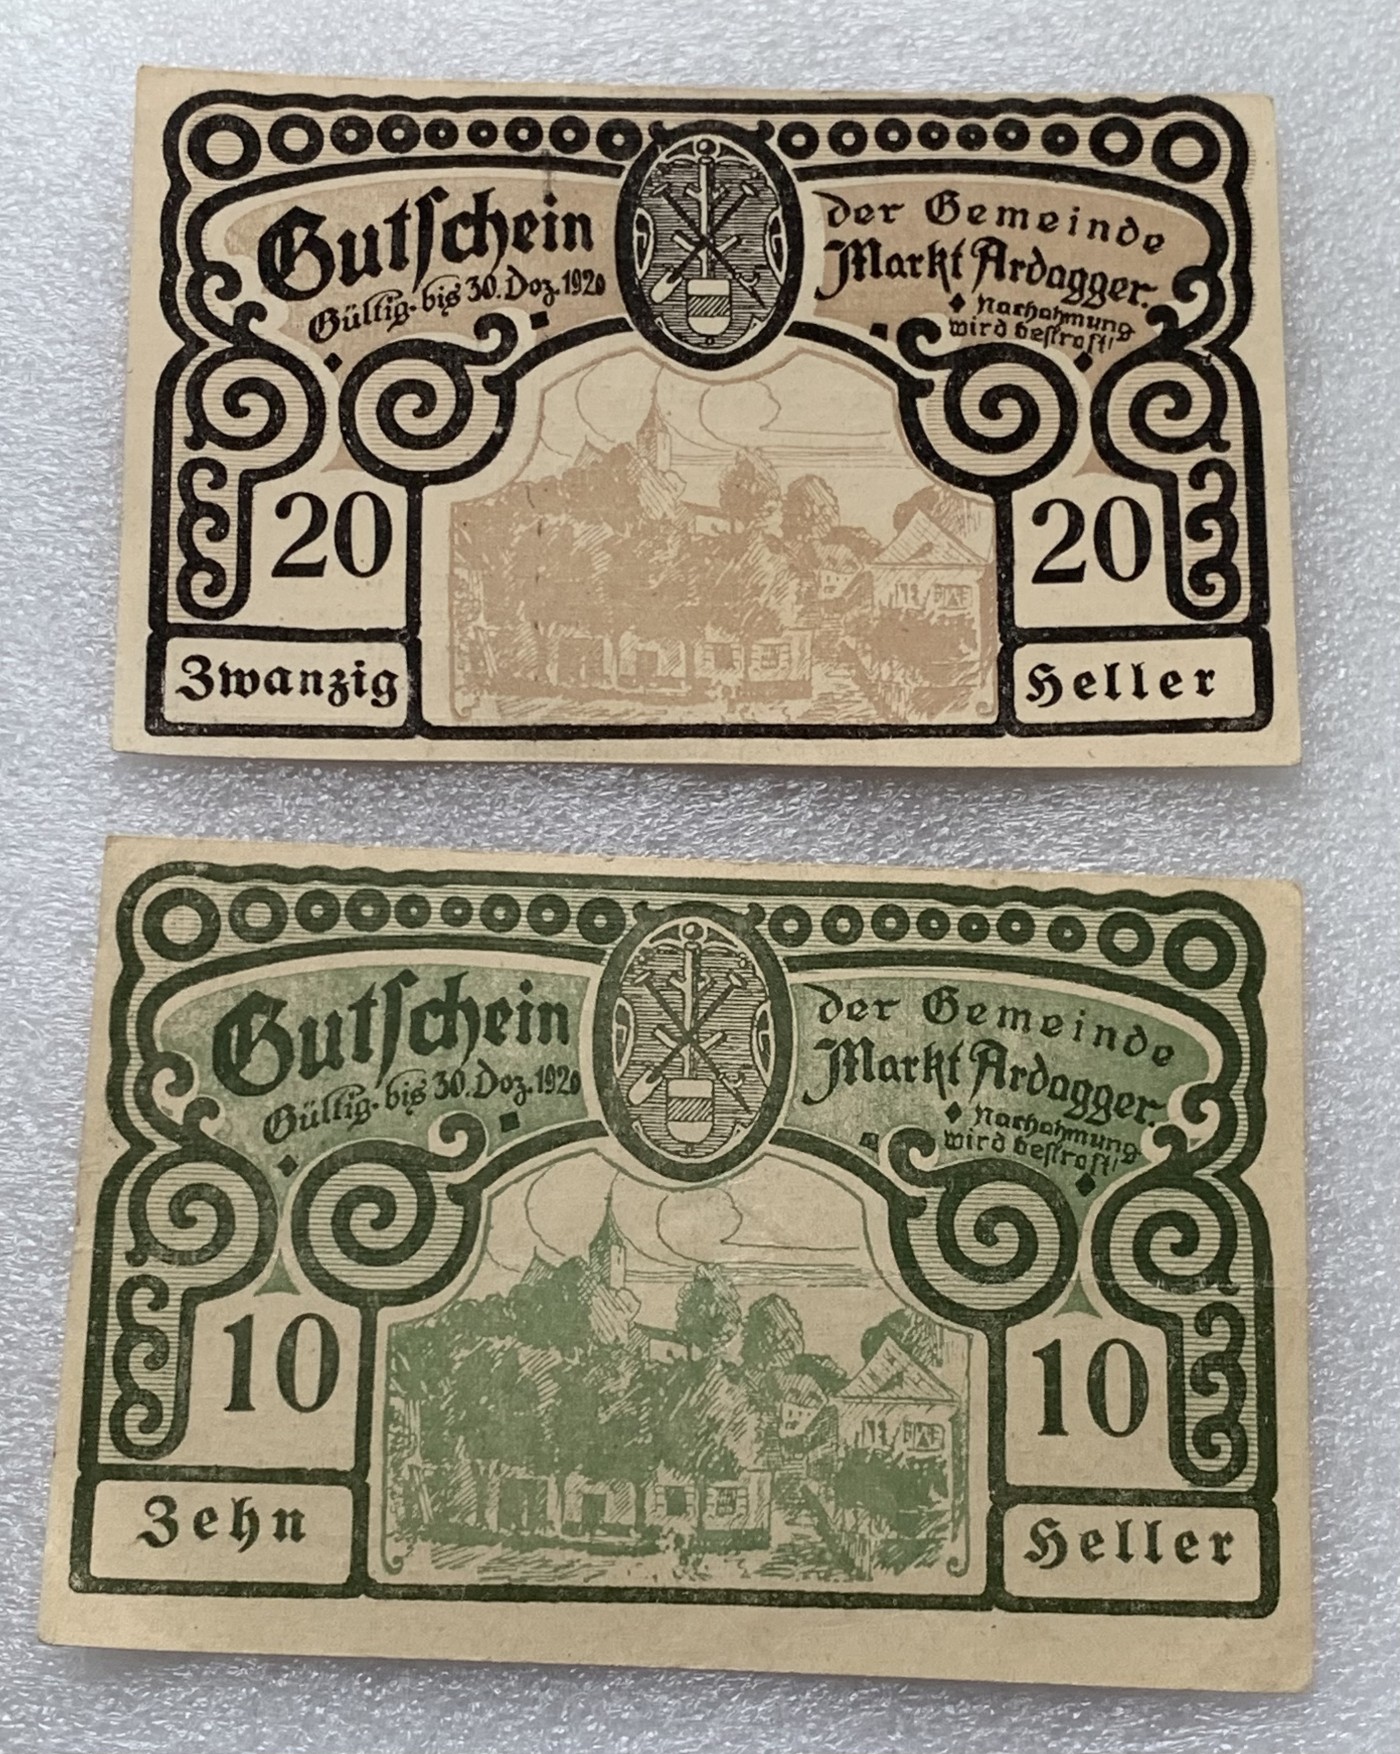 Gutschein
Gültig bis 30. Dez. 1920
der Gemeinde
Markt Ardagger.
Nachahmung
wird bestraft!
20
20
Zwanzig
Heller
Gutschein
Gültig bis 30. Dez. 1920
der Gemeinde
Markt Ardagger.
Nachahmung
wird bestraft!
10
10
Zehn
Heller